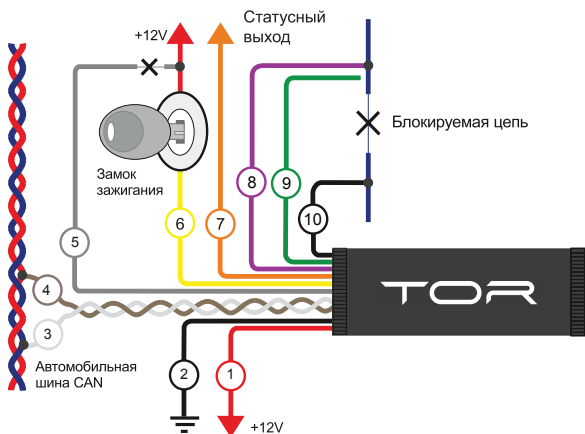 Статусный
выход
+12V
Блокируемая цепь
Замок
зажигания
8
9
10
6
7
5
4
3
TOR
Автомобильная
шина CAN
2
1
+12V